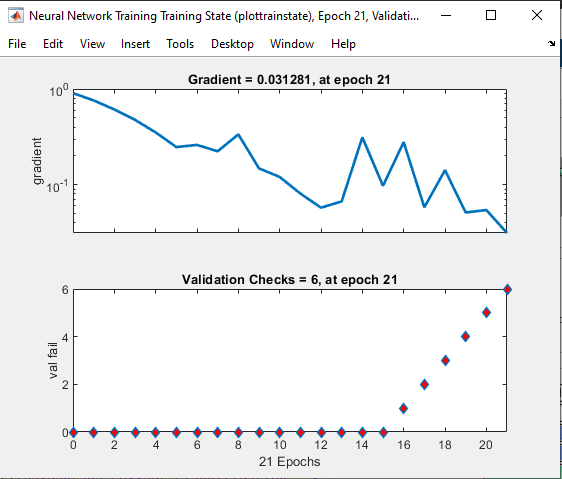 Neural Network Training Training State (plottrainstate), Epoch 21, Validati...
File Edit View Insert Tools Desktop Window Help
Gradient = 0.031281, at epoch 21
10^0
10^-1
gradient
Validation Checks = 6, at epoch 21
6
4
2
0
val fail
0 2 4 6 8 10 12 14 16 18 20
21 Epochs